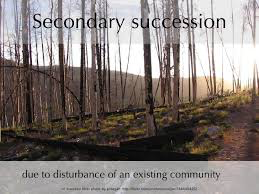 Secondary succession
due to disturbance of an existing community